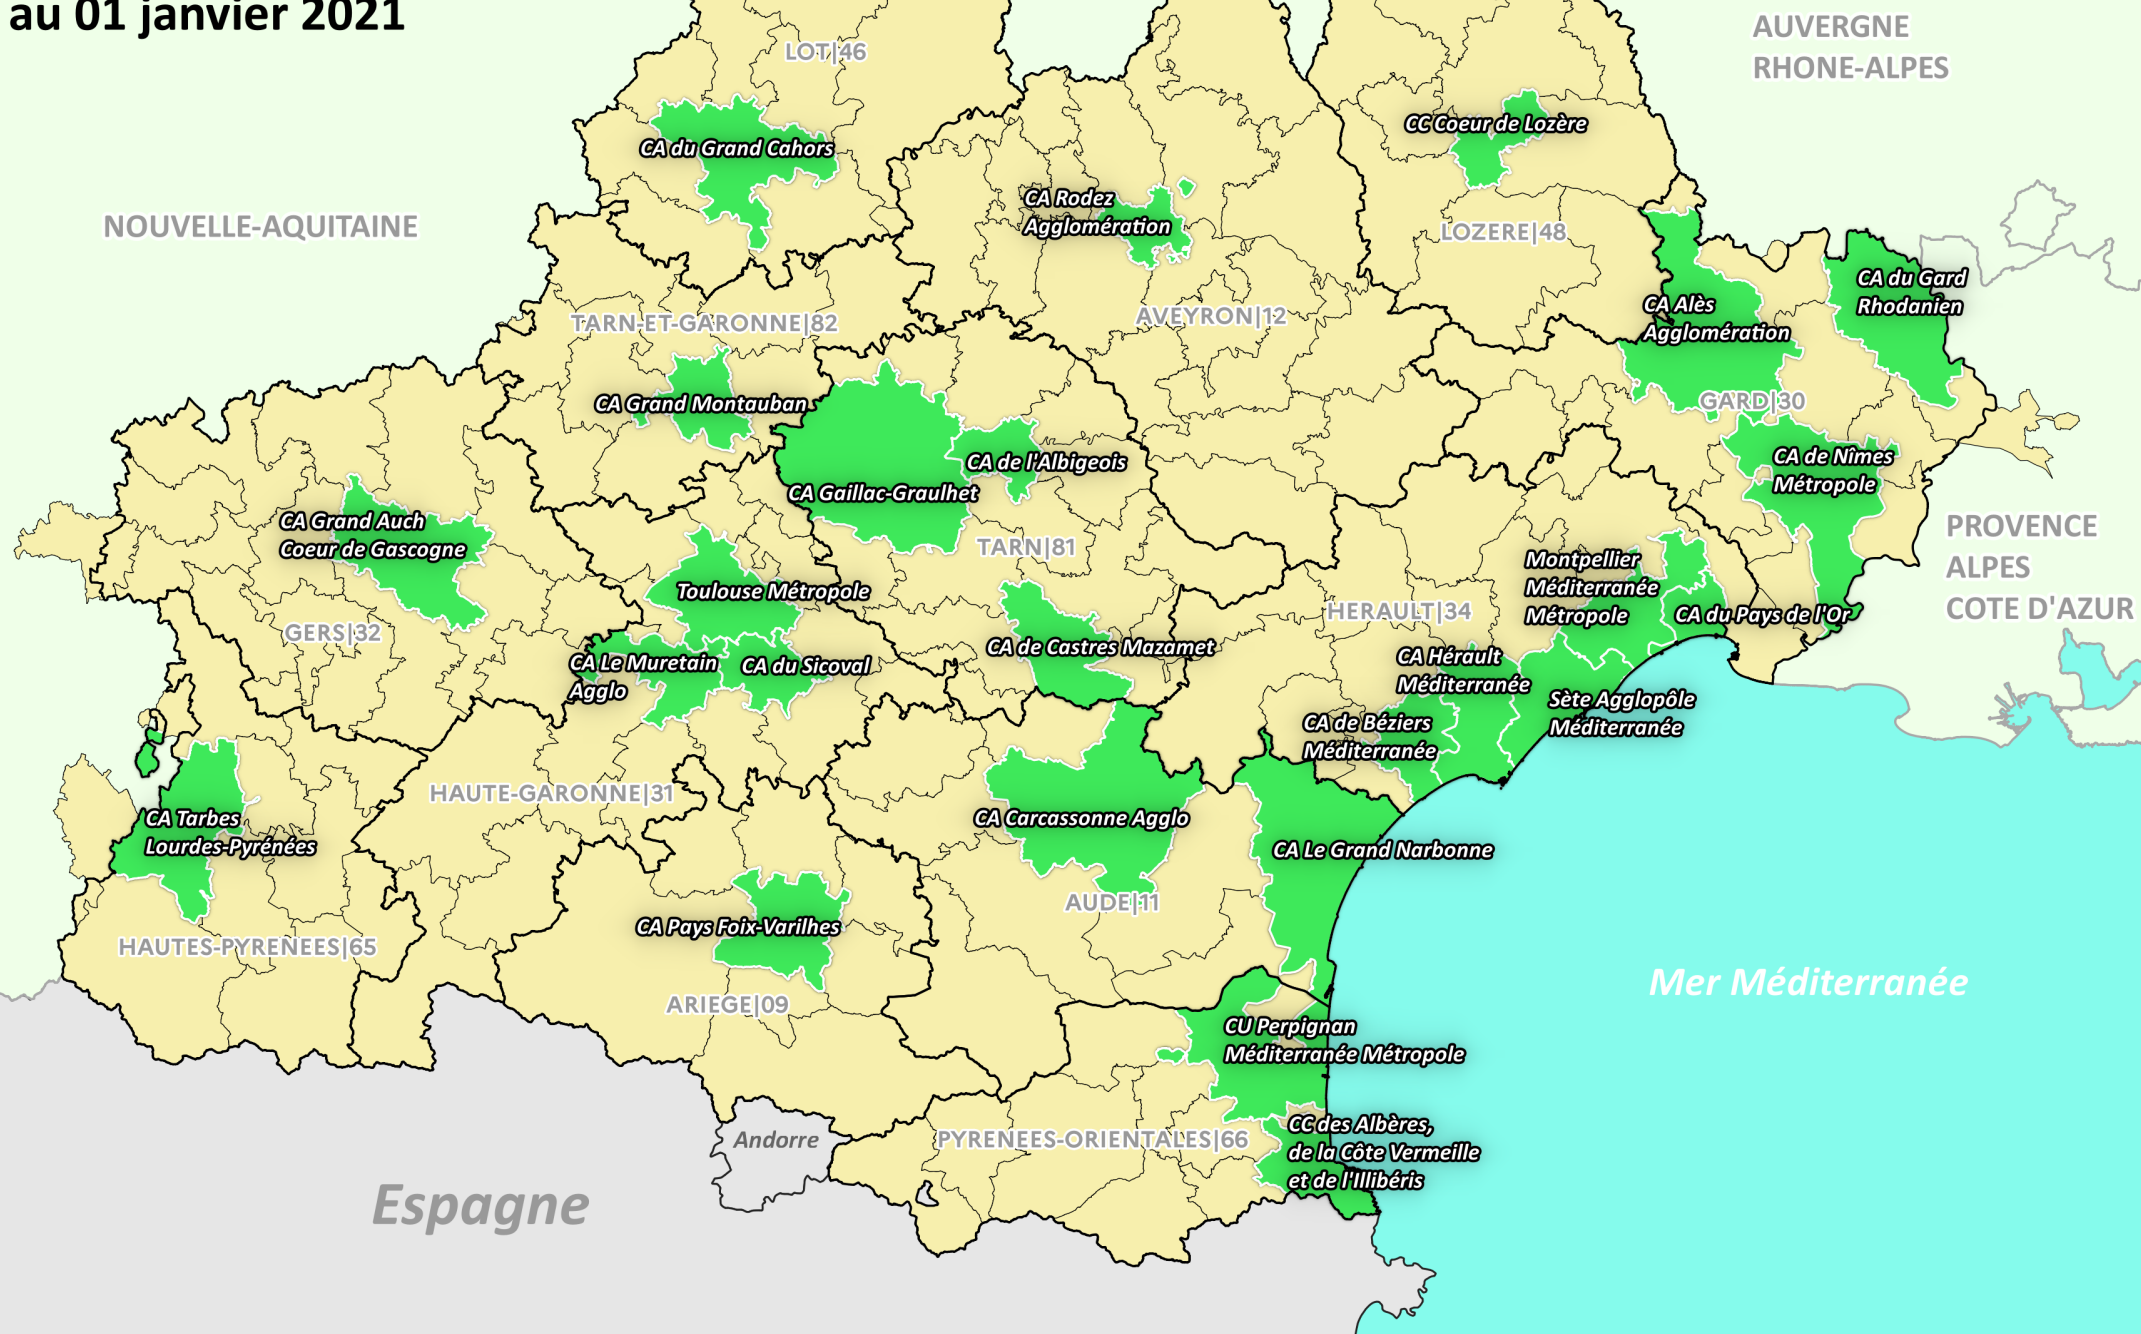 au 01 janvier 2021
AUVERGNE
RHONE-ALPES
LOT|46
CC Coeur de Lozère
CA du Grand Cahors
CA Rodez
Agglomération
NOUVELLE-AQUITAINE
LOZERE|48
CA du Gard
Rhodanien
CA Alès
Agglomération
TARN-ET-GARONNE|82
AVEYRON|12
GARD|30
CA Grand Montauban
CA de l'Albigeois
CA de Nîmes
Métropole
CA Gaillac-Graulhet
CA Grand Auch
Coeur de Gascogne
TARN|81
PROVENCE
ALPES
COTE D'AZUR
Montpellier
Méditerranée
Métropole
Toulouse Métropole
HERAULT|34
CA du Pays de l'Or
GERS|32
CA de Castres Mazamet
CA Le Muretain
Agglo
CA du Sicoval
CA Hérault
Méditerranée
Sète Agglopôle
Méditerranée
CA de Béziers
Méditerranée
HAUTE-GARONNE|31
CA Tarbes
Lourdes-Pyrénées
CA Carcassonne Agglo
CA Le Grand Narbonne
AUDE|11
CA Pays Foix-Varilhes
HAUTES-PYRENEES|65
Mer Méditerranée
ARIEGE|09
CU Perpignan
Méditerranée Métropole
Andorre
PYRENEES-ORIENTALES|66
CC des Albères,
de la Côte Vermeille
et de l'Illibéris
Espagne